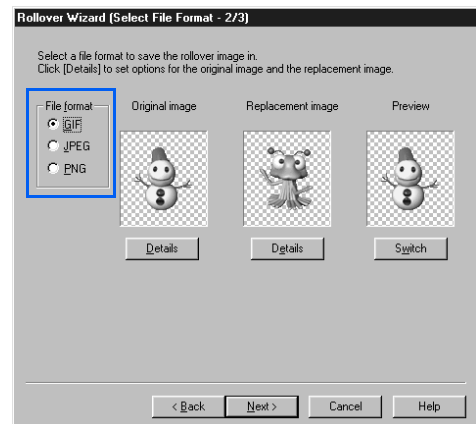 Rollover Wizard (Select File Format - 2/3)
Select a file format to save the rollover image in.
Click [Details] to set options for the original image and the replacement image.
File format
GIF
JPEG
PNG
Original image
Replacement image
Preview
Details
Details
Switch
< Back
Next >
Cancel
Help